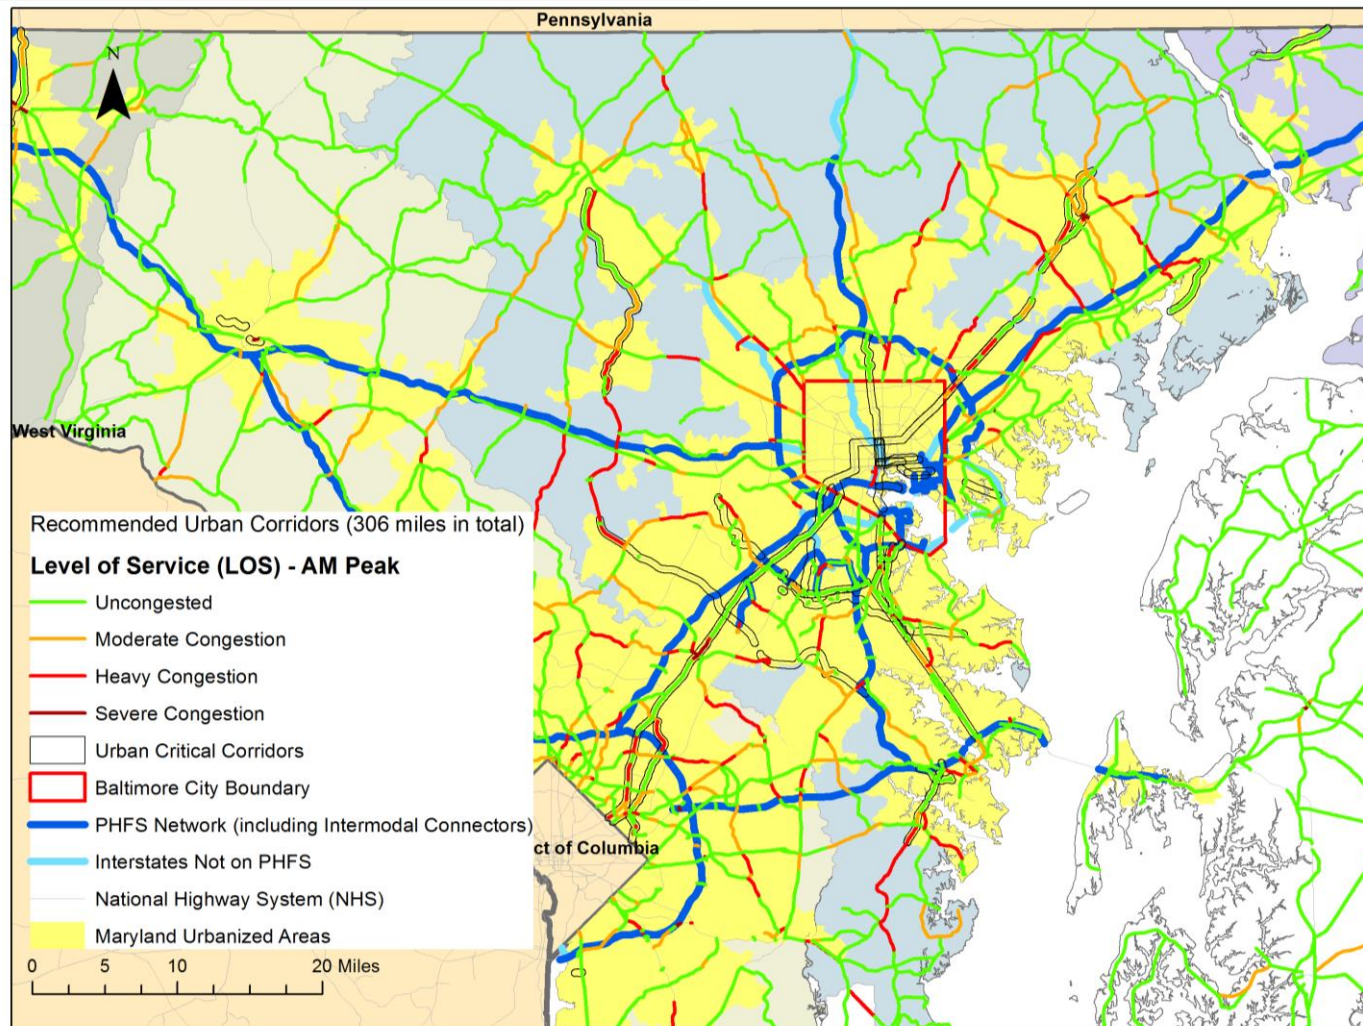 Pennsylvania
N
West Virginia
Recommended Urban Corridors (306 miles in total)
Level of Service (LOS) - AM Peak
Uncongested
Moderate Congestion
Heavy Congestion
Severe Congestion
Urban Critical Corridors
Baltimore City Boundary
PHFS Network (including Intermodal Connectors)
ct of Columbia
Interstates Not on PHFS
National Highway System (NHS)
Maryland Urbanized Areas
0 5 10 20 Miles